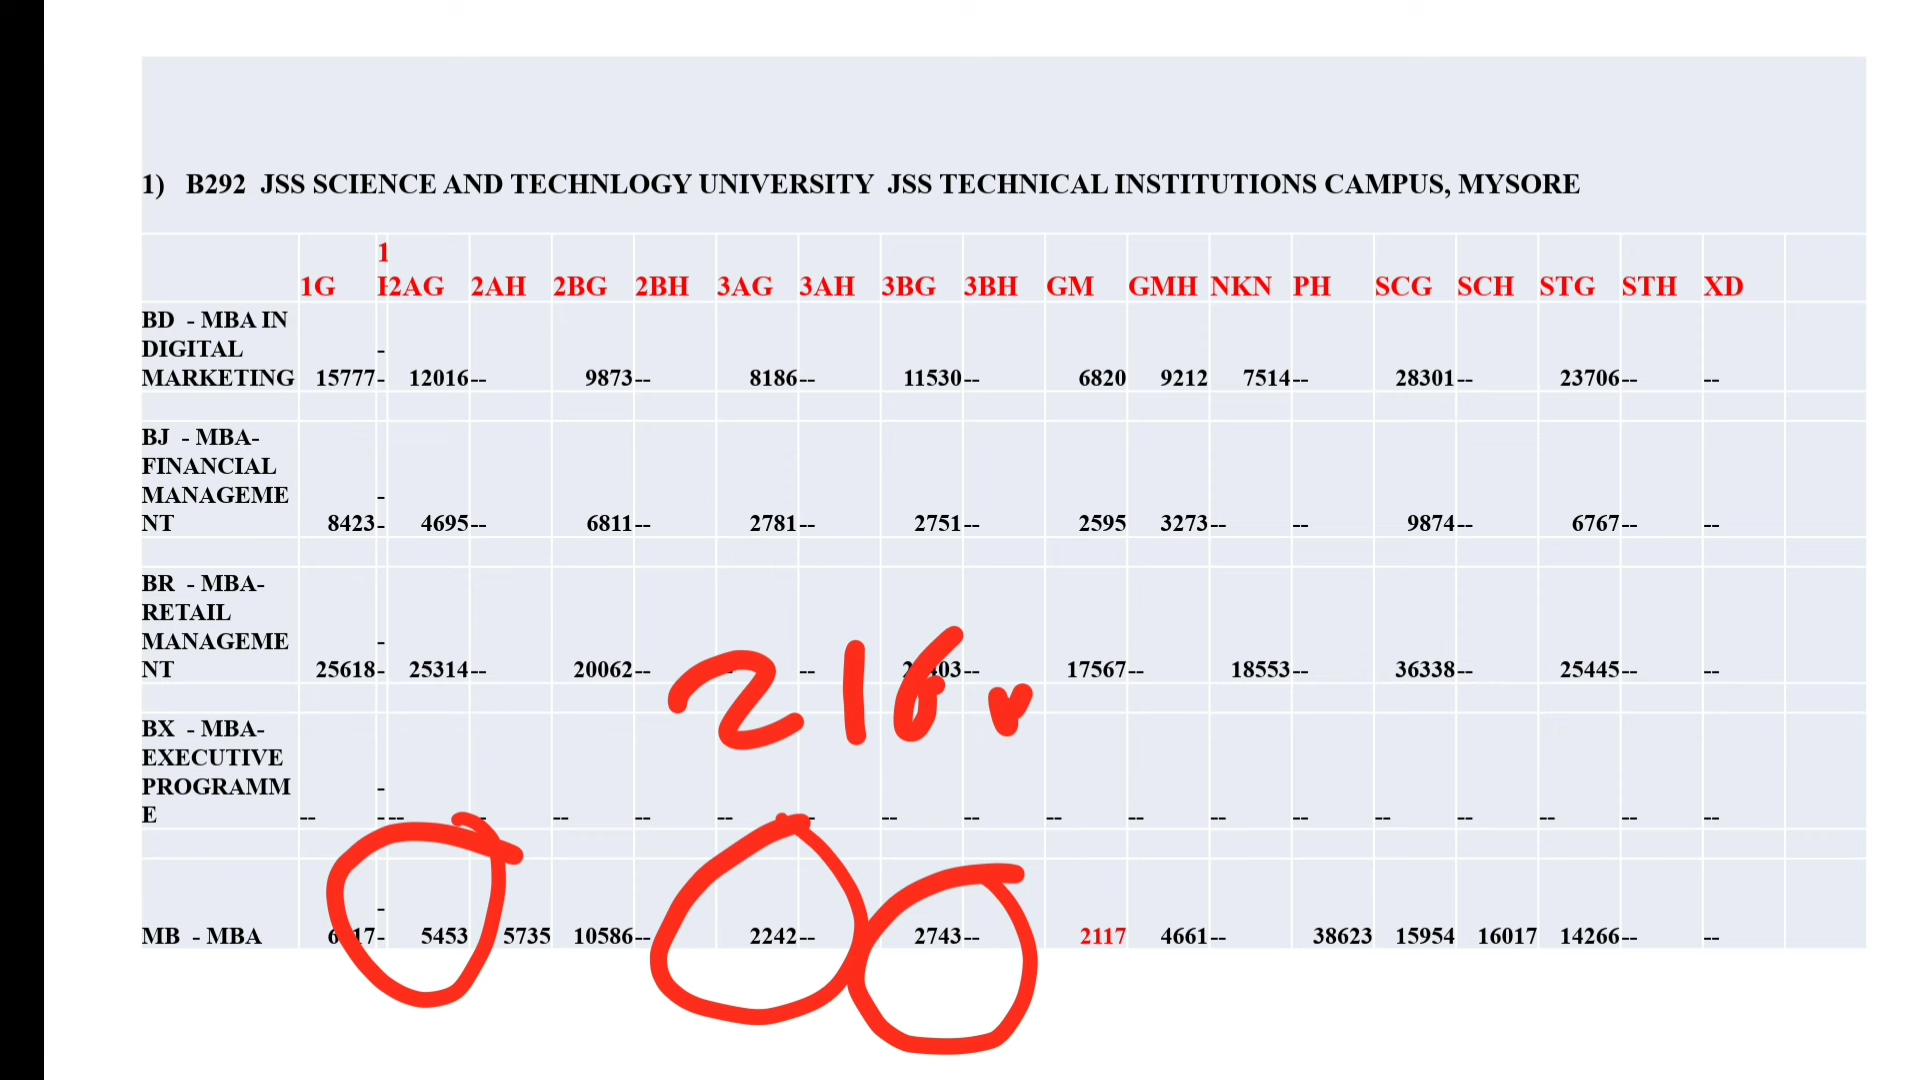 1) B292 JSS SCIENCE AND TECHNLOGY UNIVERSITY JSS TECHNICAL INSTITUTIONS CAMPUS, MYSORE
1
1G 2AG 2AH 2BG 2BH 3AG 3AH 3BG 3BH GM GMH NKN PH SCG SCH STG STH XD
BD - MBA IN
DIGITAL -
MARKETING 15777 - 12016 -- 9873 -- 8186 -- 11530 -- 6820 9212 7514 -- 28301 -- 23706 -- --
BJ - MBA-
FINANCIAL
MANAGEME -
NT 8423 - 4695 -- 6811 -- 2781 -- 2751 -- 2595 3273 -- -- 9874 -- 6767 -- --
BR - MBA-
RETAIL
MANAGEME -
NT 25618 - 25314 -- 20062 -- -- -- 17567 -- 18553 -- 36338 -- 25445 -- --
216
BX - MBA-
EXECUTIVE
PROGRAMM -
E -- - -- -- -- -- -- -- -- -- -- -- -- -- -- -- -- -- --
-
MB - MBA - 5453 5735 10586 -- 2242 -- 2743 -- 2117 4661 -- 38623 15954 16017 14266 -- --